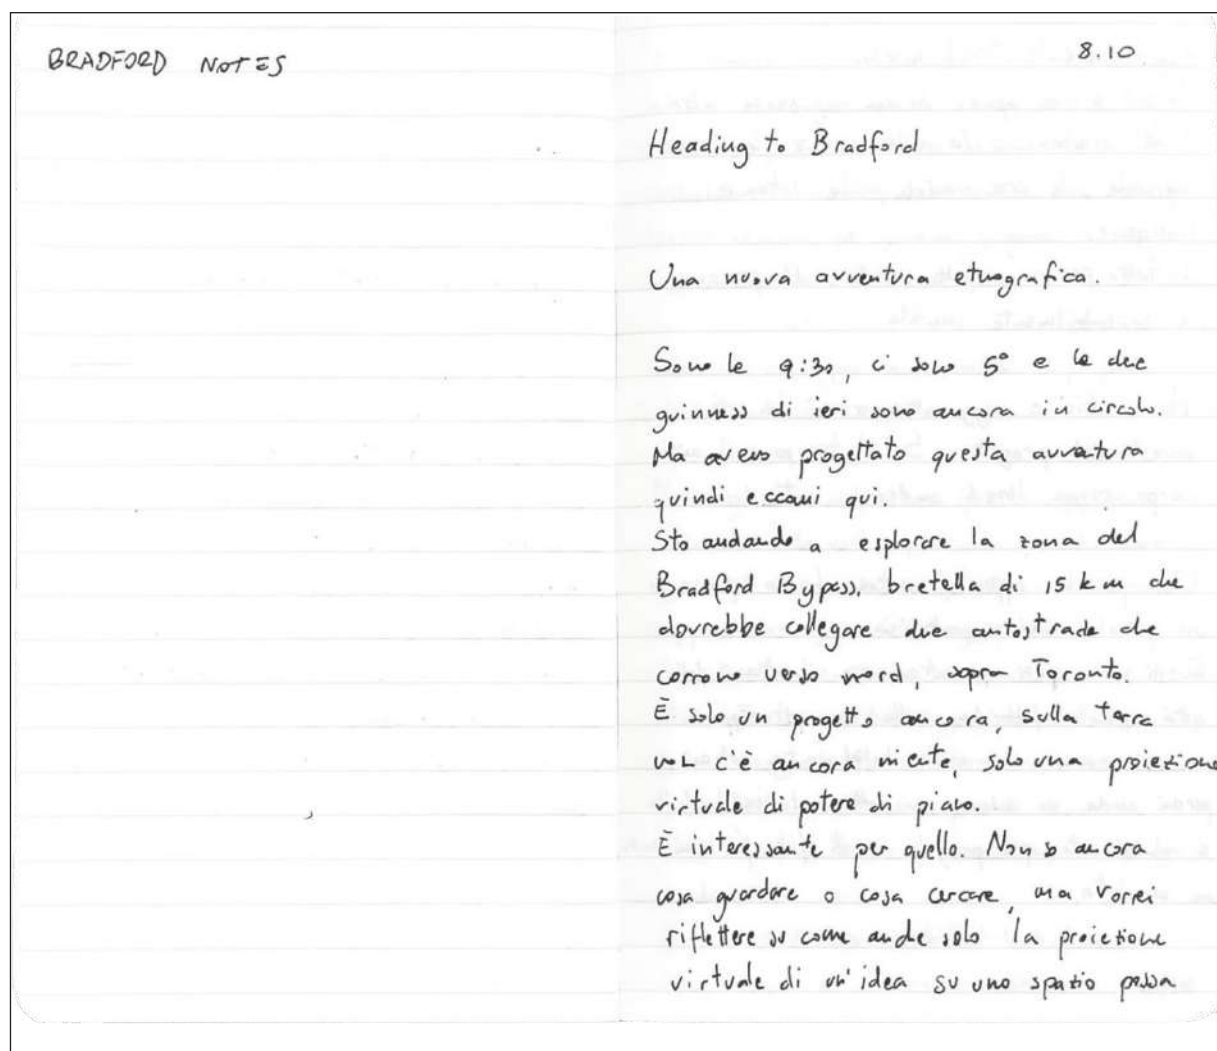 BRADFORD NOTES
8.10
Heading to Bradford
Una nuova avventura etnografica.
Sono le 9:30, ci sono 5° e le due
guinness di ieri sono ancora in circolo.
Ma avevo progettato questa avventura
quindi eccomi qui.
Sto andando a esplorare la zona del
Bradford Bypass, bretella di 15 km che
dovrebbe collegare due autostrade che
corrono verso nord, sopra Toronto.
È solo un progetto ancora, sulla terra
non c'è ancora niente, solo una proiezione
virtuale di potere di piano.
È interessante per quello. Non so ancora
cosa guardare o cosa cercare, ma vorrei
riflettere su come anche solo la proiezione
virtuale di un'idea su uno spazio possa